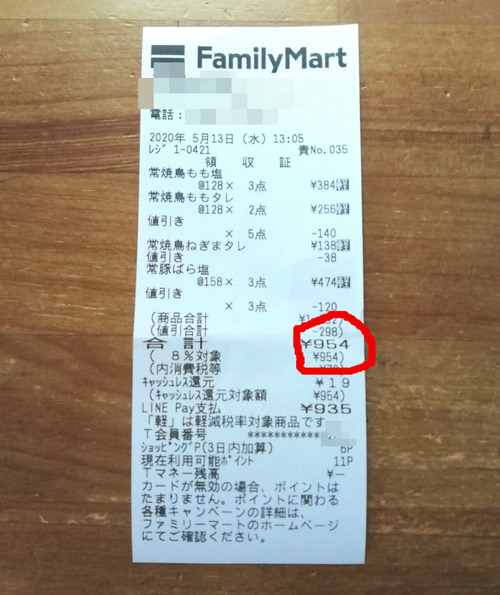 FamilyMart
電話:
2020年 5月13日(水)13:05
レジ 1-0421 責No.035
領 収 証
常焼鳥もも塩
@128× 3点 ¥384軽
常焼鳥ももタレ
@128× 2点 ¥256軽
値引き
× 5点 -140
常焼鳥ねぎまタレ ¥138軽
値引き -38
常豚ばら塩
@158× 3点 ¥474軽
値引き
× 3点 -120
(商品合計
(値引合計 -298)
合 計 ¥954
( 8%対象 ¥954)
(内消費税等
キャッシュレス還元 ¥19
(キャッシュレス還元対象額 ¥954)
LINE Pay支払 ¥935
「軽」は軽減税率対象商品です
T会員番号 ************
ショッピングP(3日内加算) 6P
現在利用可能ポイント 11P
Tマネー残高 ¥-
カードが無効の場合、ポイントは
たまりません。ポイントに関わる
各種キャンペーンの詳細は、
ファミリーマートのホームページ
にてご確認ください。